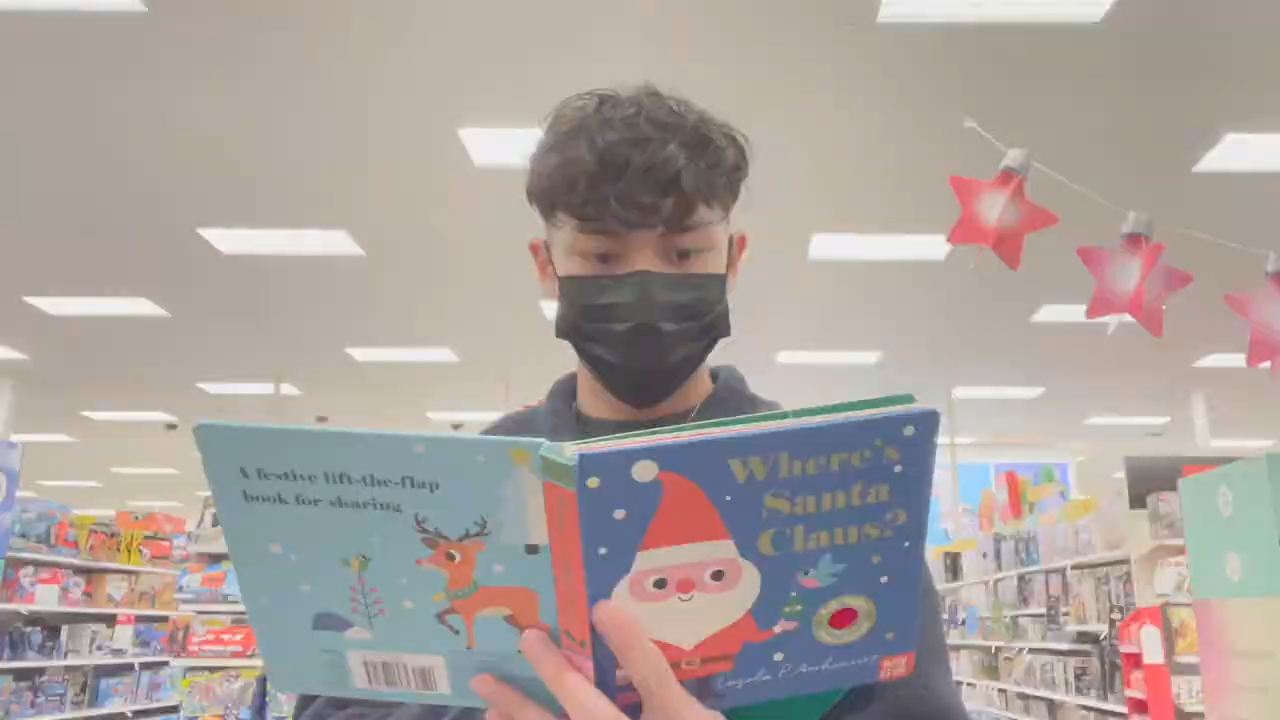 A festive lift-the-flap
book for sharing
Where's
Santa
Claus?